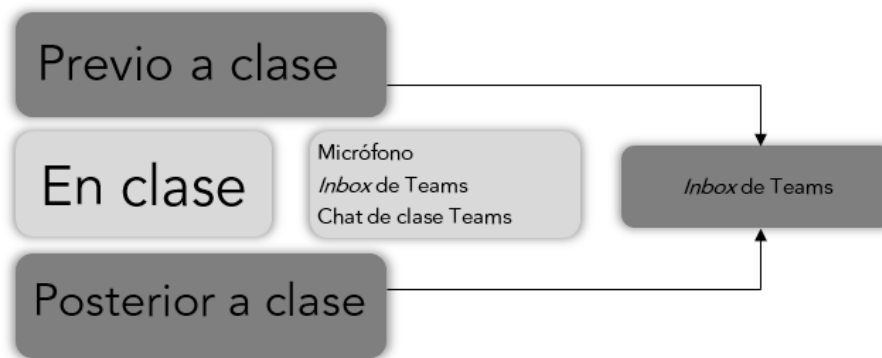 Previo a clase
En clase
Micrófono
Inbox de Teams
Chat de clase Teams
Inbox de Teams
Posterior a clase